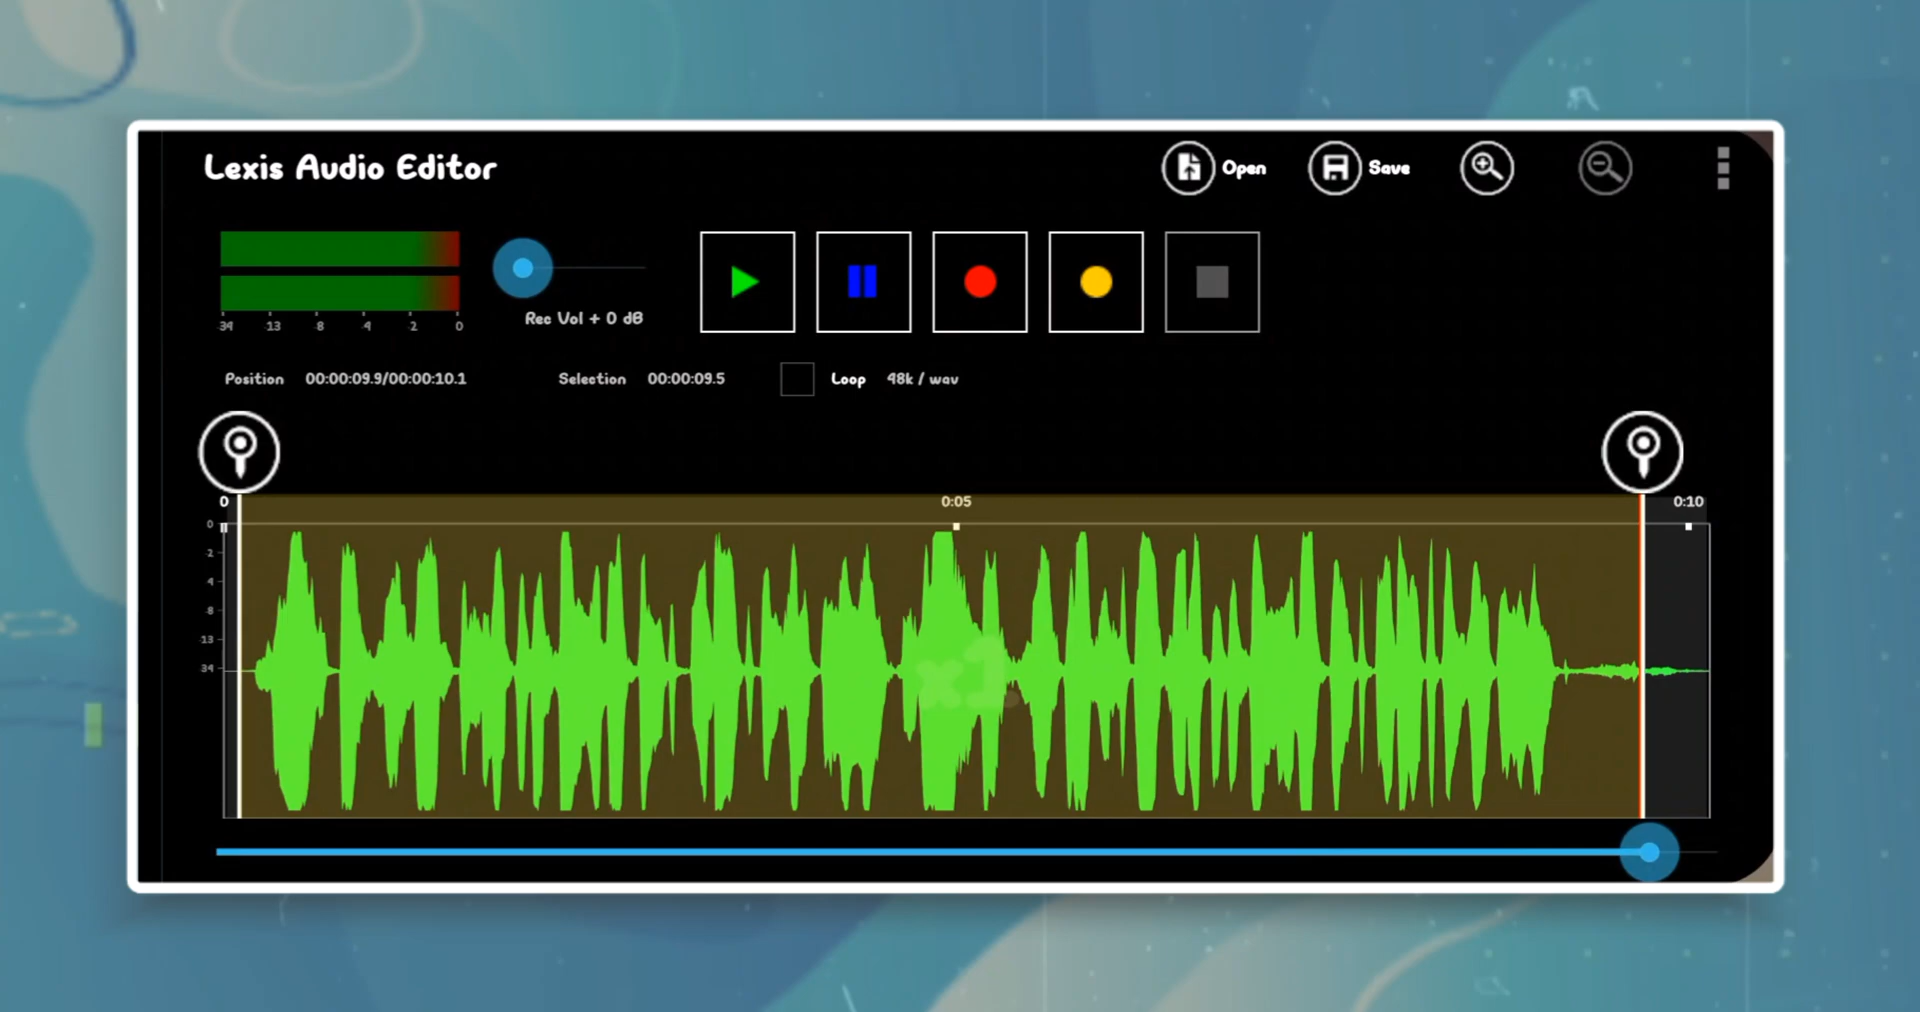 Lexis Audio Editor
Open
Save
34 13 8 4 2 0
Rec Vol + 0 dB
Position 00:00:09.9/00:00:10.1
Selection 00:00:09.5
Loop
48k / wav
0 0:05 0:10
0
2
4
8
13
34
x1